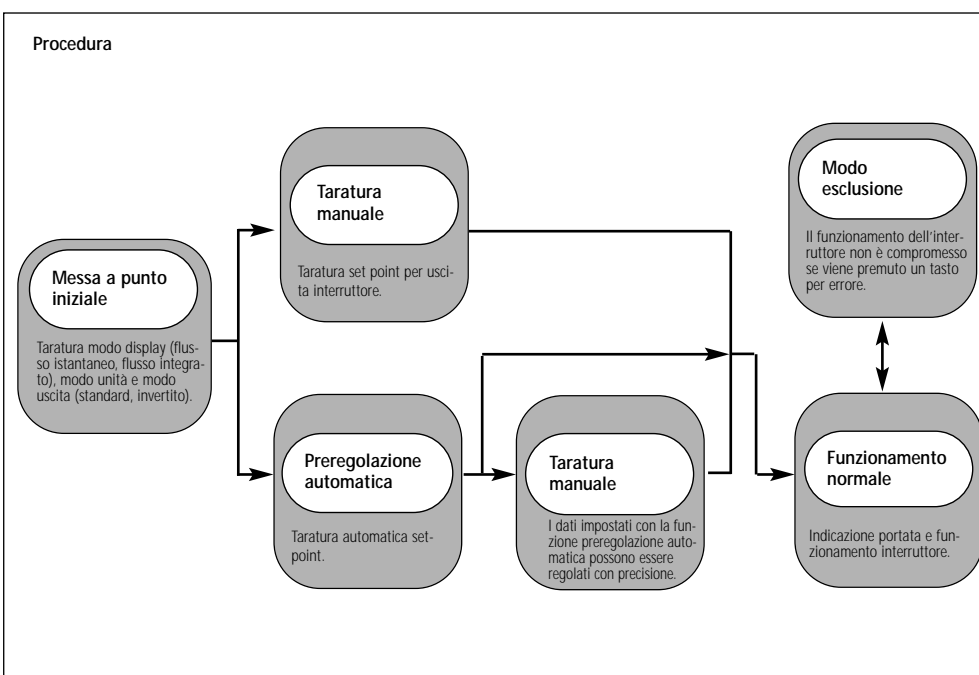 Procedura
Messa a punto
iniziale
Taratura modo display (flus-
so istantaneo, flusso integra-
to), modo unità e modo
uscita (standard, invertito).
Taratura
manuale
Taratura set point per usci-
ta interruttore.
Preregolazione
automatica
Taratura automatica set-
point.
Taratura
manuale
I dati impostati con la fun-
zione preregolazione auto-
matica possono essere
regolati con precisione.
Modo
esclusione
Il funzionamento dell'inter-
ruttore non è compromesso
se viene premuto un tasto
per errore.
Funzionamento
normale
Indicazione portata e fun-
zionamento interruttore.